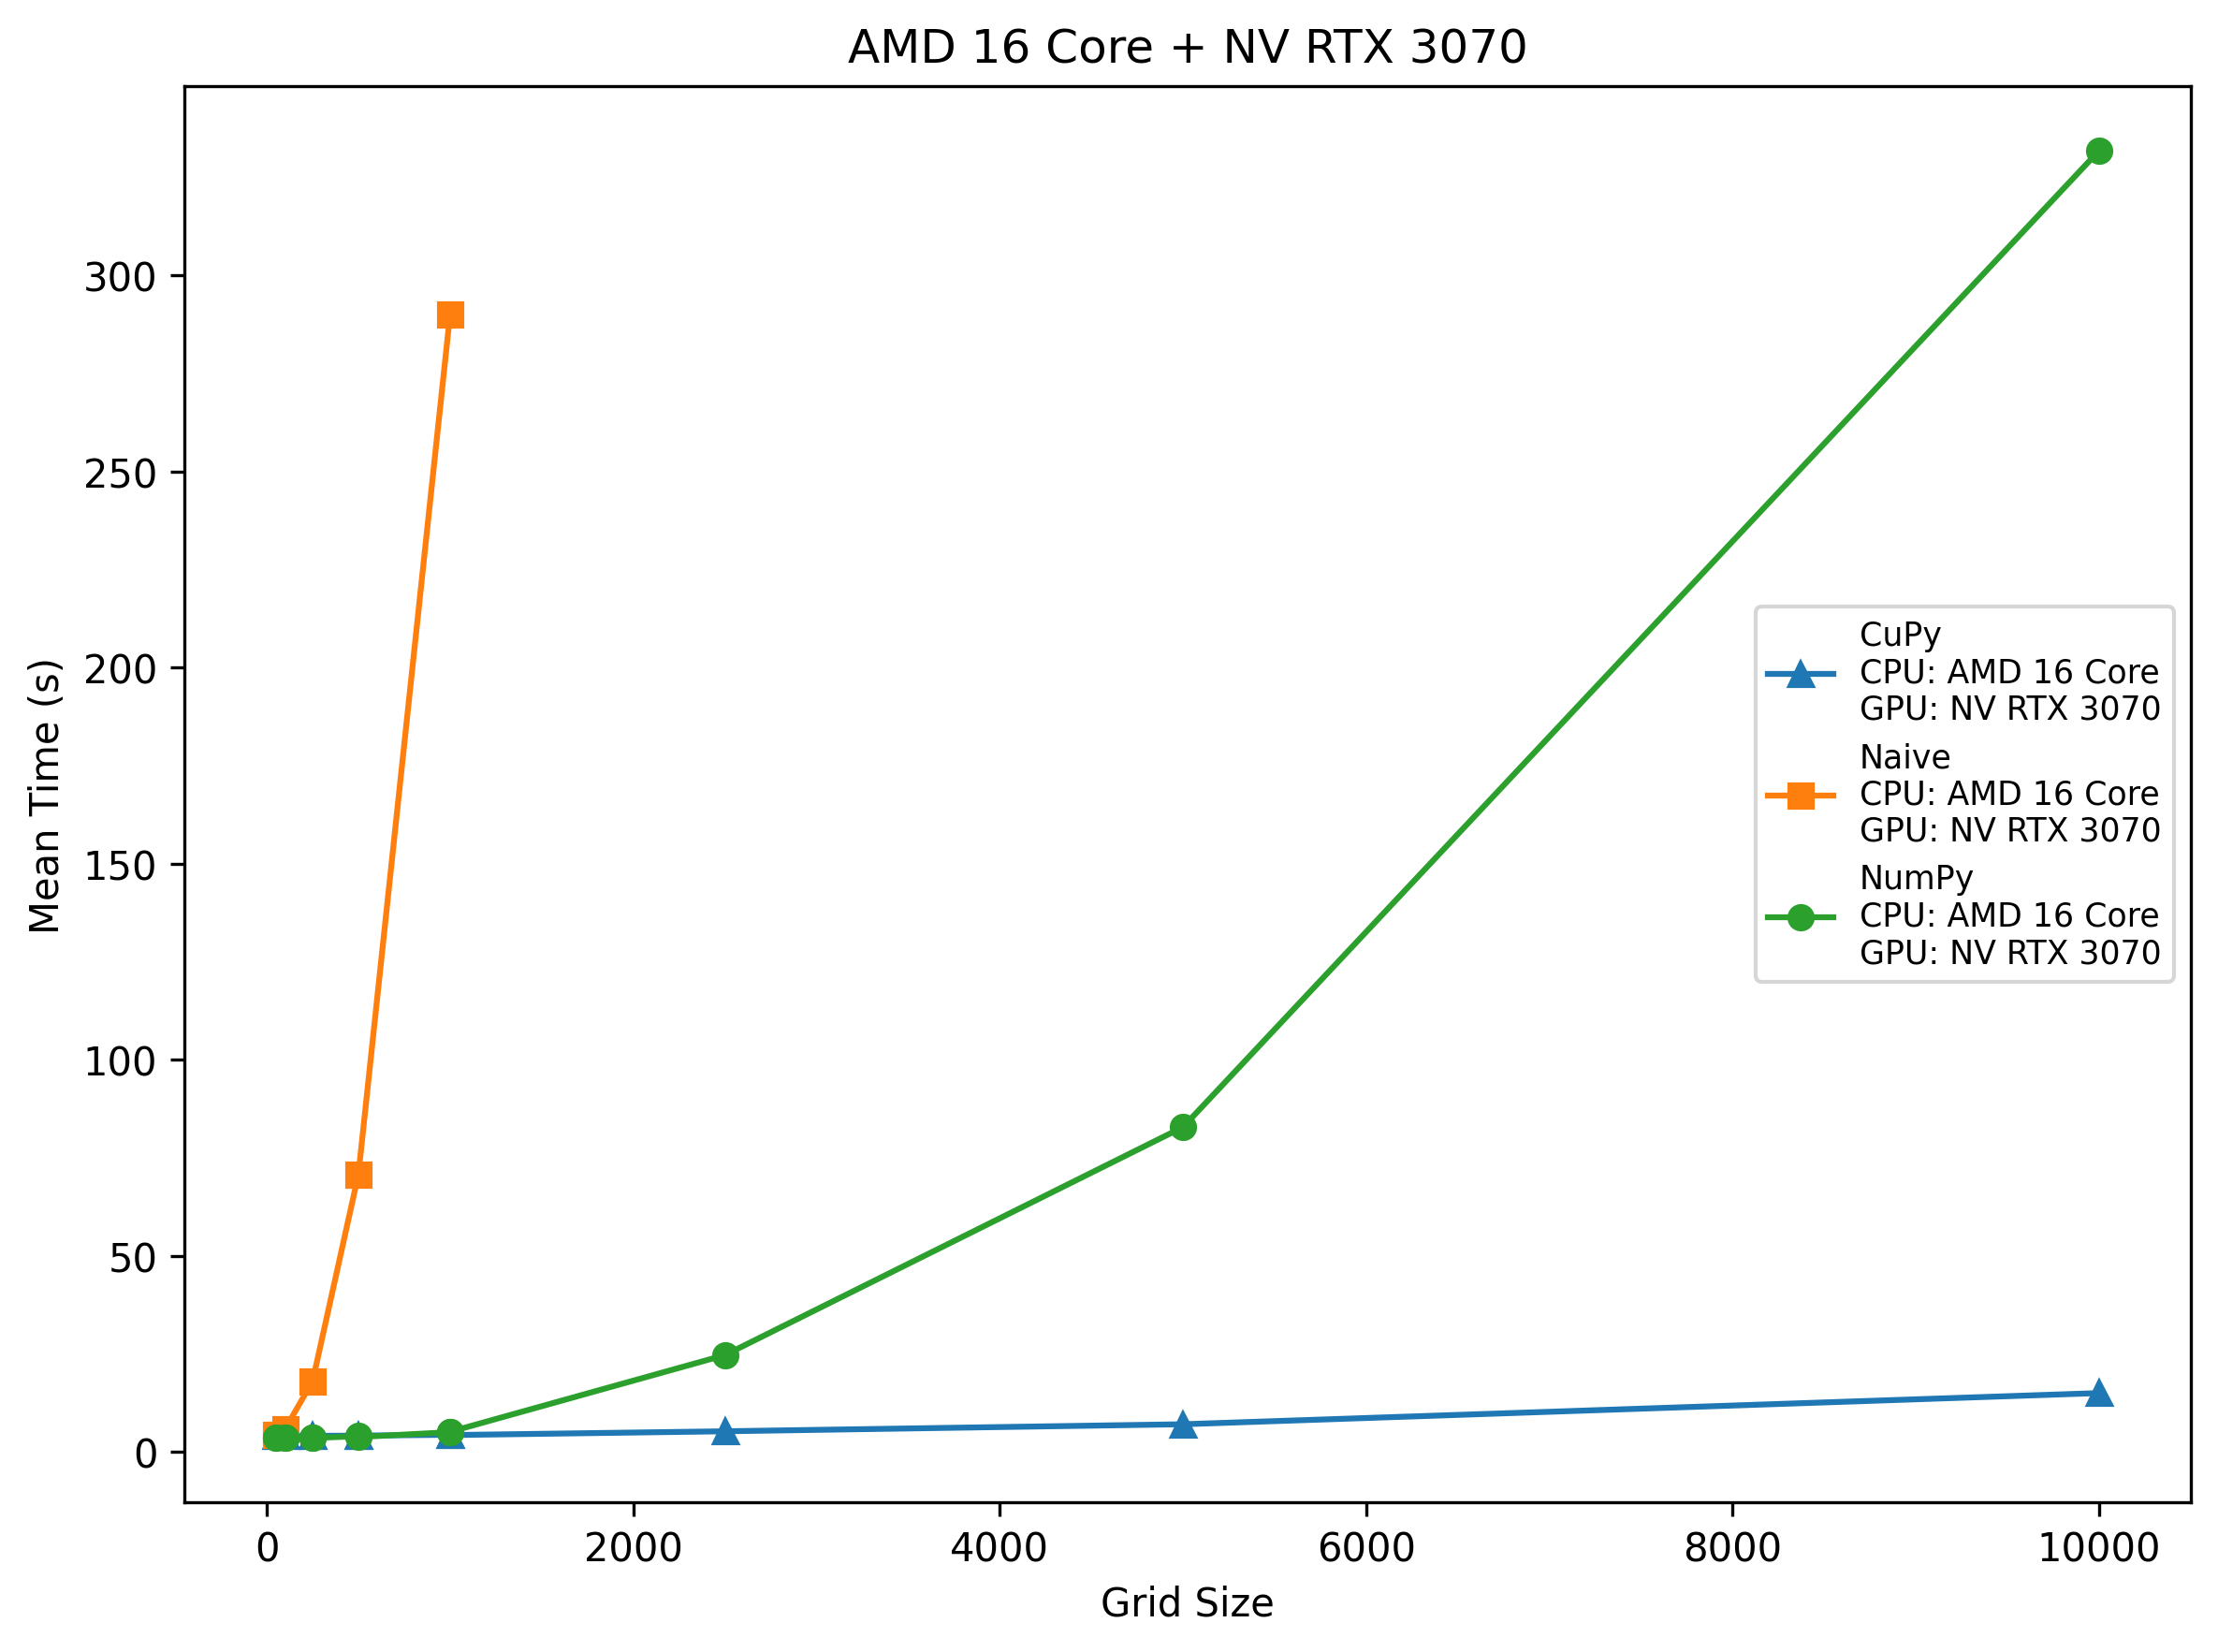 AMD 16 Core + NV RTX 3070
Mean Time (s)
300
250
200
150
100
50
0
CuPy
CPU: AMD 16 Core
GPU: NV RTX 3070
Naive
CPU: AMD 16 Core
GPU: NV RTX 3070
NumPy
CPU: AMD 16 Core
GPU: NV RTX 3070
0 2000 4000 6000 8000 10000
Grid Size